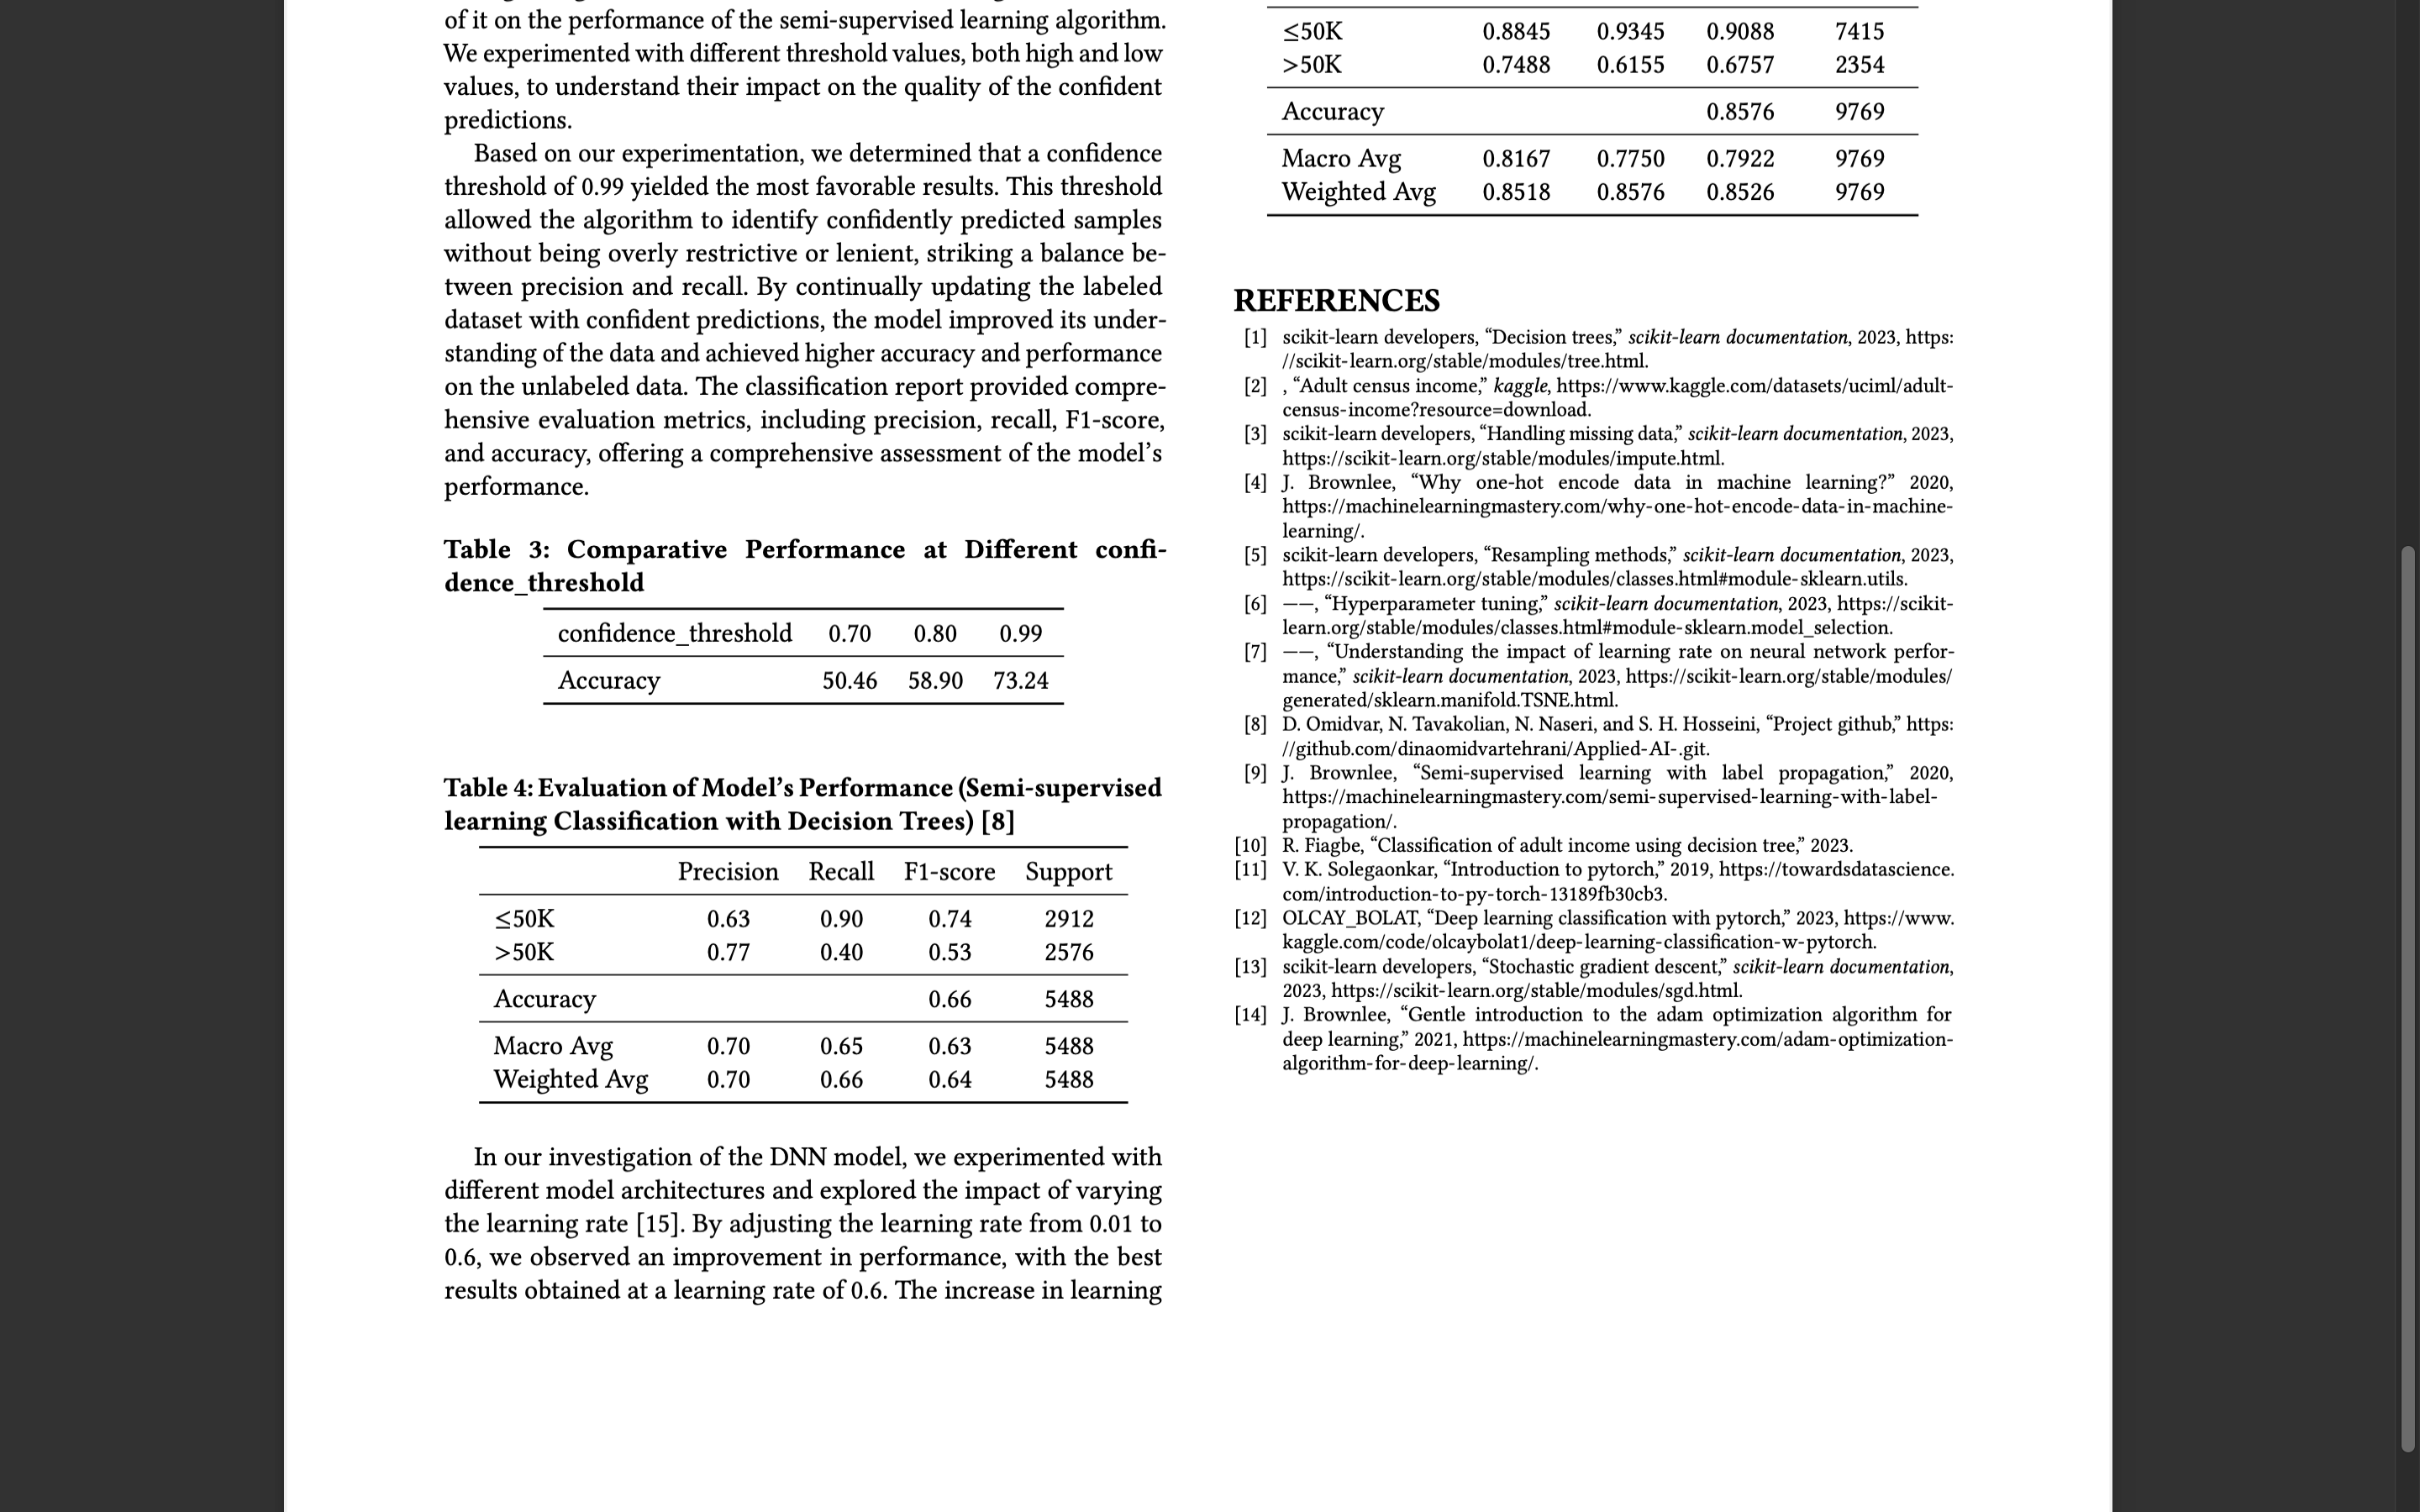 of it on the performance of the semi-supervised learning algorithm.
We experimented with different threshold values, both high and low
values, to understand their impact on the quality of the confident
predictions.
Based on our experimentation, we determined that a confidence
threshold of 0.99 yielded the most favorable results. This threshold
allowed the algorithm to identify confidently predicted samples
without being overly restrictive or lenient, striking a balance be-
tween precision and recall. By continually updating the labeled
dataset with confident predictions, the model improved its under-
standing of the data and achieved higher accuracy and performance
on the unlabeled data. The classification report provided compre-
hensive evaluation metrics, including precision, recall, F1-score,
and accuracy, offering a comprehensive assessment of the model's
performance.
Table 3: Comparative Performance at Different confi-
dence_threshold
confidence_threshold 0.70 0.80 0.99
Accuracy 50.46 58.90 73.24
Table 4: Evaluation of Model's Performance (Semi-supervised
learning Classification with Decision Trees) [8]
Precision Recall F1-score Support
≤50K 0.63 0.90 0.74 2912
>50K 0.77 0.40 0.53 2576
Accuracy 0.66 5488
Macro Avg 0.70 0.65 0.63 5488
Weighted Avg 0.70 0.66 0.64 5488
In our investigation of the DNN model, we experimented with
different model architectures and explored the impact of varying
the learning rate [15]. By adjusting the learning rate from 0.01 to
0.6, we observed an improvement in performance, with the best
results obtained at a learning rate of 0.6. The increase in learning
≤50K 0.8845 0.9345 0.9088 7415
>50K 0.7488 0.6155 0.6757 2354
Accuracy 0.8576 9769
Macro Avg 0.8167 0.7750 0.7922 9769
Weighted Avg 0.8518 0.8576 0.8526 9769
REFERENCES
[1] scikit-learn developers, “Decision trees,” scikit-learn documentation, 2023, https:
//scikit-learn.org/stable/modules/tree.html.
[2] , “Adult census income,” kaggle, https://www.kaggle.com/datasets/uciml/adult-
census-income?resource=download.
[3] scikit-learn developers, “Handling missing data,” scikit-learn documentation, 2023,
https://scikit-learn.org/stable/modules/impute.html.
[4] J. Brownlee, “Why one-hot encode data in machine learning?” 2020,
https://machinelearningmastery.com/why-one-hot-encode-data-in-machine-
learning/.
[5] scikit-learn developers, “Resampling methods,” scikit-learn documentation, 2023,
https://scikit-learn.org/stable/modules/classes.html#module-sklearn.utils.
[6] ——, “Hyperparameter tuning,” scikit-learn documentation, 2023, https://scikit-
learn.org/stable/modules/classes.html#module-sklearn.model_selection.
[7] ——, “Understanding the impact of learning rate on neural network perfor-
mance,” scikit-learn documentation, 2023, https://scikit-learn.org/stable/modules/
generated/sklearn.manifold.TSNE.html.
[8] D. Omidvar, N. Tavakolian, N. Naseri, and S. H. Hosseini, “Project github,” https:
//github.com/dinaomidvartehrani/Applied-AI-.git.
[9] J. Brownlee, “Semi-supervised learning with label propagation,” 2020,
https://machinelearningmastery.com/semi-supervised-learning-with-label-
propagation/.
[10] R. Fiagbe, “Classification of adult income using decision tree,” 2023.
[11] V. K. Solegaonkar, “Introduction to pytorch,” 2019, https://towardsdatascience.
com/introduction-to-py-torch-13189fb30cb3.
[12] OLCAY_BOLAT, “Deep learning classification with pytorch,” 2023, https://www.
kaggle.com/code/olcaybolat1/deep-learning-classification-w-pytorch.
[13] scikit-learn developers, “Stochastic gradient descent,” scikit-learn documentation,
2023, https://scikit-learn.org/stable/modules/sgd.html.
[14] J. Brownlee, “Gentle introduction to the adam optimization algorithm for
deep learning,” 2021, https://machinelearningmastery.com/adam-optimization-
algorithm-for-deep-learning/.